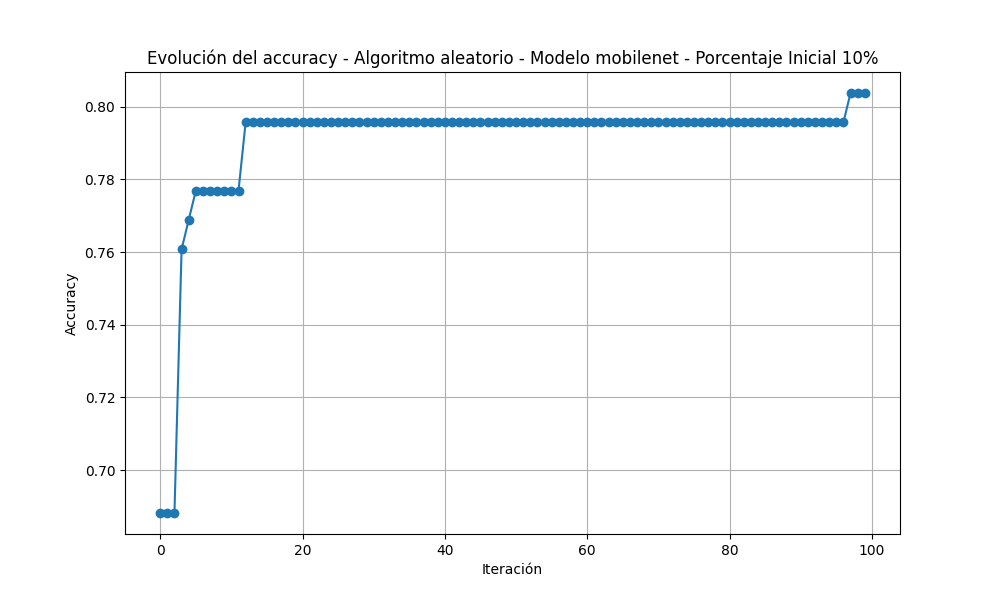 Evolución del accuracy - Algoritmo aleatorio - Modelo mobilenet - Porcentaje Inicial 10%
Accuracy
0.80
0.78
0.76
0.74
0.72
0.70
0 20 40 60 80 100
Iteración